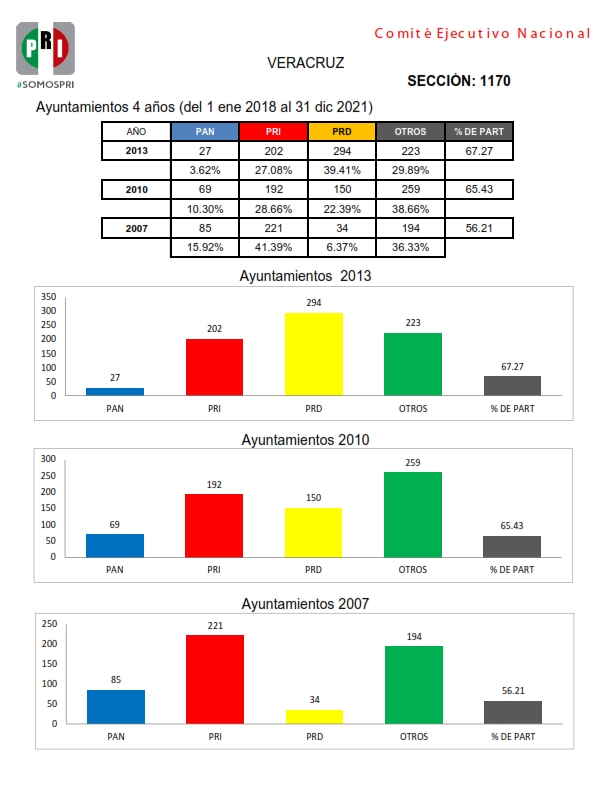 Comité Ejecutivo Nacional
PRI
#SOMOSPRI
VERACRUZ
SECCIÓN: 1170
Ayuntamientos 4 años (del 1 ene 2018 al 31 dic 2021)
AÑO PAN PRI PRD OTROS % DE PART
2013 27 202 294 223 67.27
3.62% 27.08% 39.41% 29.89%
2010 69 192 150 259 65.43
10.30% 28.66% 22.39% 38.66%
2007 85 221 34 194 56.21
15.92% 41.39% 6.37% 36.33%
Ayuntamientos 2013
350
300
250
200
150
100
50
0
27 202 294 223 67.27
PAN PRI PRD OTROS % DE PART
Ayuntamientos 2010
300
250
200
150
100
50
0
69 192 150 259 65.43
PAN PRI PRD OTROS % DE PART
Ayuntamientos 2007
250
200
150
100
50
0
85 221 34 194 56.21
PAN PRI PRD OTROS % DE PART